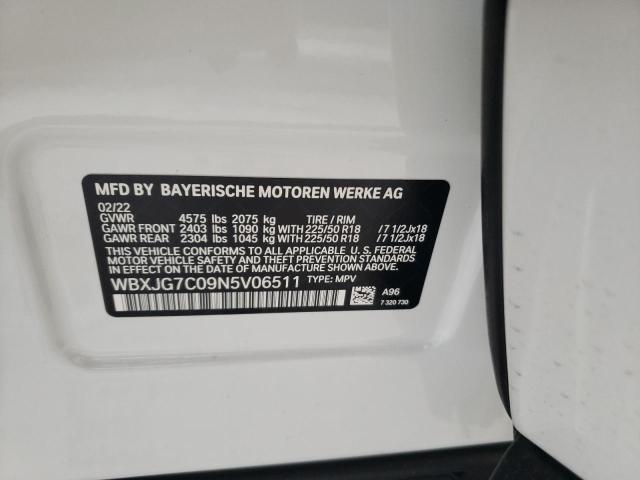 MFD BY BAYERISCHE MOTOREN WERKE AG
02/22
GVWR 4575 lbs 2075 kg TIRE / RIM
GAWR FRONT 2403 lbs 1090 kg WITH 225/50 R18 /7 1/2Jx18
GAWR REAR 2304 lbs 1045 kg WITH 225/50 R18 /7 1/2Jx18
THIS VEHICLE CONFORMS TO ALL APPLICABLE U. S. FEDERAL
MOTOR VEHICLE SAFETY, BUMPER, AND THEFT PREVENTION
STANDARDS IN EFFECT ON THE DATE OF MANUFACTURE SHOWN ABOVE.
WBXJG7C09N5V06511 TYPE: MPV
A96
7 320 730